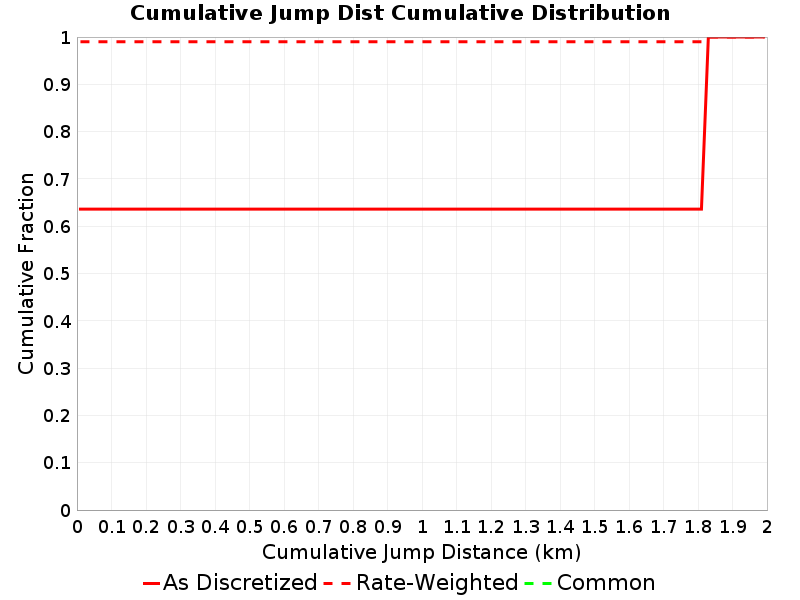 Cumulative Jump Dist Cumulative Distribution
Cumulative Fraction
1
0.9
0.8
0.7
0.6
0.5
0.4
0.3
0.2
0.1
0
0 0.1 0.2 0.3 0.4 0.5 0.6 0.7 0.8 0.9 1 1.1 1.2 1.3 1.4 1.5 1.6 1.7 1.8 1.9 2
Cumulative Jump Distance (km)
As Discretized Rate-Weighted Common